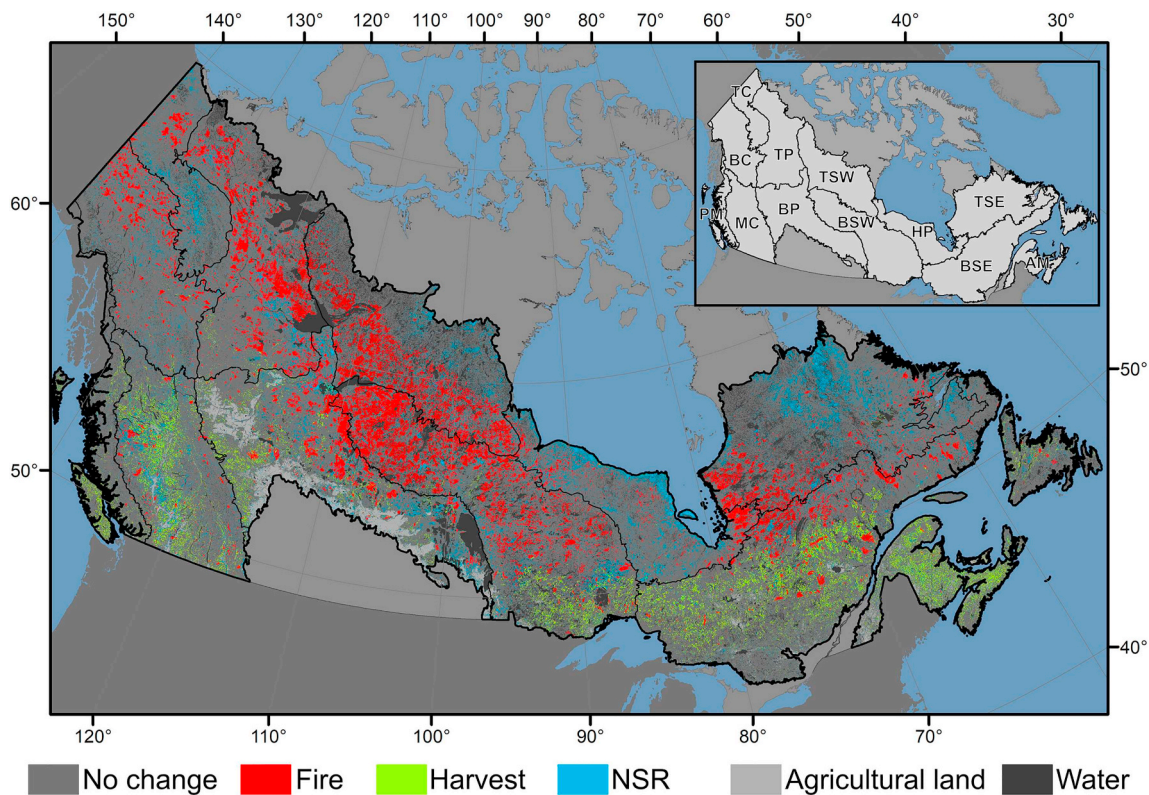 150° 140° 130° 120° 110° 100° 90° 80° 70° 60° 50° 40° 30°
TC
TP
BC
TSW
TSE
PM
MC
BP
BSW
HP
BSE
AM
60°
50°
50°
40°
120° 110° 100° 90° 80° 70°
No change Fire Harvest NSR Agricultural land Water